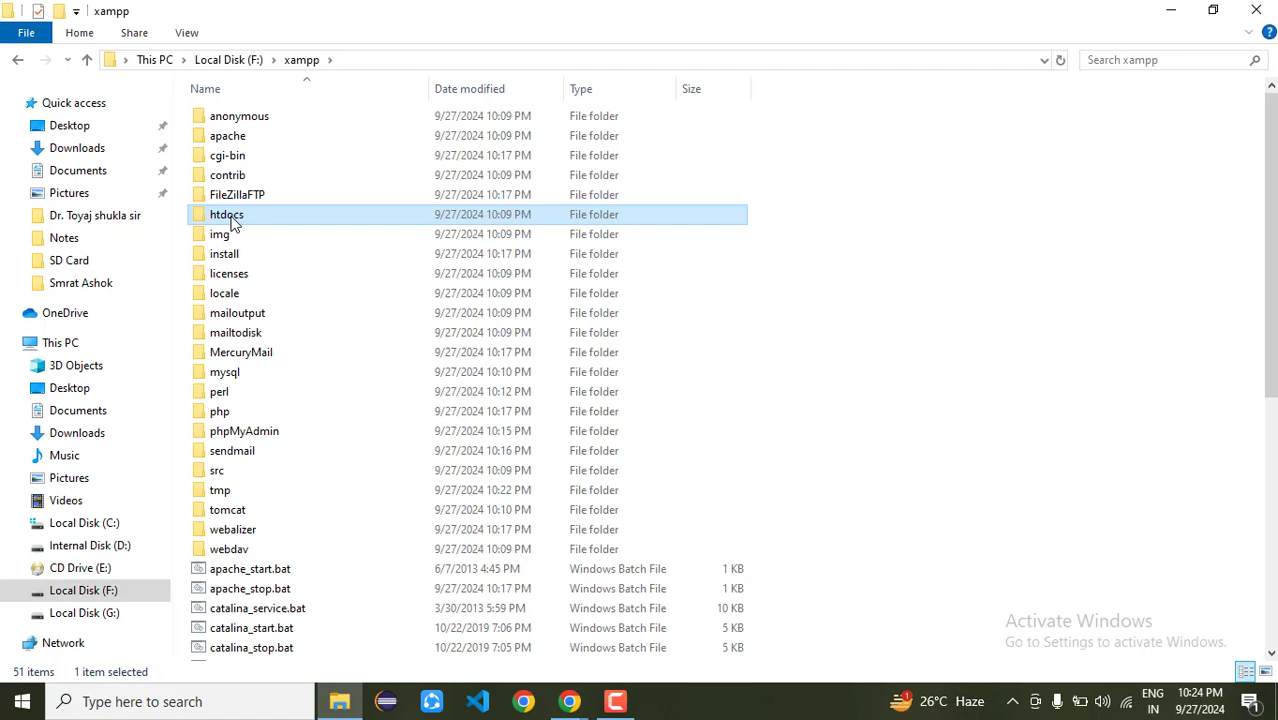 xampp
File Home Share View
This PC Local Disk (F:) xampp Search xampp
Name Date modified Type Size
Quick access
Desktop
Downloads
Documents
Pictures
Dr. Toyaj shukla sir
Notes
SD Card
Smrat Ashok
OneDrive
This PC
3D Objects
Desktop
Documents
Downloads
Music
Pictures
Videos
Local Disk (C:)
Internal Disk (D:)
CD Drive (E:)
Local Disk (F:)
Local Disk (G:)
Network
anonymous 9/27/2024 10:09 PM File folder
apache 9/27/2024 10:09 PM File folder
cgi-bin 9/27/2024 10:17 PM File folder
contrib 9/27/2024 10:09 PM File folder
FileZillaFTP 9/27/2024 10:17 PM File folder
htdocs 9/27/2024 10:09 PM File folder
img 9/27/2024 10:09 PM File folder
install 9/27/2024 10:17 PM File folder
licenses 9/27/2024 10:09 PM File folder
locale 9/27/2024 10:09 PM File folder
mailoutput 9/27/2024 10:09 PM File folder
mailtodisk 9/27/2024 10:09 PM File folder
MercuryMail 9/27/2024 10:17 PM File folder
mysql 9/27/2024 10:10 PM File folder
perl 9/27/2024 10:12 PM File folder
php 9/27/2024 10:17 PM File folder
phpMyAdmin 9/27/2024 10:15 PM File folder
sendmail 9/27/2024 10:16 PM File folder
src 9/27/2024 10:09 PM File folder
tmp 9/27/2024 10:22 PM File folder
tomcat 9/27/2024 10:10 PM File folder
webalizer 9/27/2024 10:17 PM File folder
webdav 9/27/2024 10:09 PM File folder
apache_start.bat 6/7/2013 4:45 PM Windows Batch File 1 KB
apache_stop.bat 9/27/2024 10:17 PM Windows Batch File 1 KB
catalina_service.bat 3/30/2013 5:59 PM Windows Batch File 10 KB
catalina_start.bat 10/22/2019 7:06 PM Windows Batch File 5 KB
catalina_stop.bat 10/22/2019 7:05 PM Windows Batch File 5 KB
Activate Windows
Go to Settings to activate Windows.
51 items 1 item selected
Type here to search
1
26°C Haze
ENG
IN
10:24 PM
9/27/2024
1